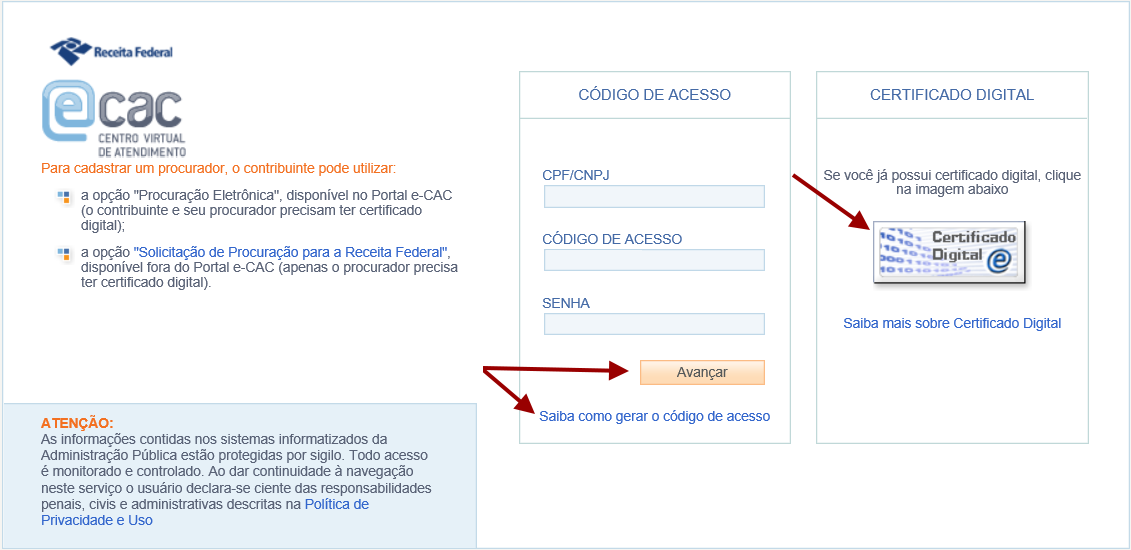 Receita Federal
e cac
CENTRO VIRTUAL
DE ATENDIMENTO
Para cadastrar um procurador, o contribuinte pode utilizar:
a opção "Procuração Eletrônica", disponível no Portal e-CAC
(o contribuinte e seu procurador precisam ter certificado
digital);
a opção "Solicitação de Procuração para a Receita Federal",
disponível fora do Portal e-CAC (apenas o procurador precisa
ter certificado digital).
ATENÇÃO:
As informações contidas nos sistemas informatizados da
Administração Pública estão protegidas por sigilo. Todo acesso
é monitorado e controlado. Ao dar continuidade à navegação
neste serviço o usuário declara-se ciente das responsabilidades
penais, civis e administrativas descritas na Política de
Privacidade e Uso
CÓDIGO DE ACESSO
CPF/CNPJ
CÓDIGO DE ACESSO
SENHA
Avançar
Saiba como gerar o código de acesso
CERTIFICADO DIGITAL
Se você já possui certificado digital, clique
na imagem abaixo
Certificado
Digital e
Saiba mais sobre Certificado Digital